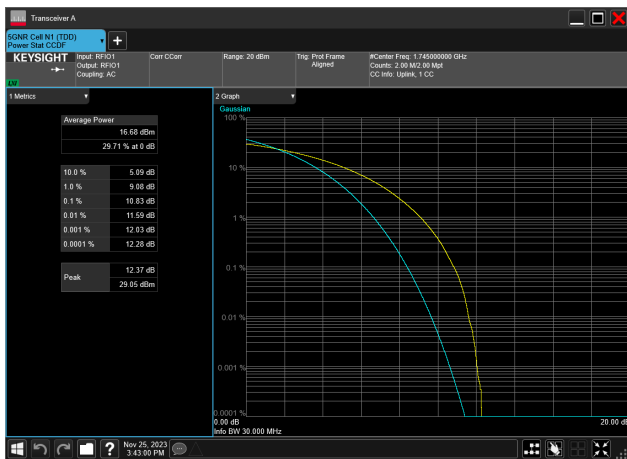 Transceiver A
5GNR Cell N1 (TDD)
Power Stat CCDF
KEYSIGHT
Input: RFIO1
Output: RFIO1
Coupling: AC
Corr CCorr
Range: 20 dBm
Trig: Prot Frame
Aligned
#Center Freq: 1.745000000 GHz
Counts: 2.00 M/2.00 Mpt
CC Info: Uplink, 1 CC
1 Metrics
Average Power
16.68 dBm
29.71 % at 0 dB
10.0 % 5.09 dB
1.0 % 9.08 dB
0.1 % 10.83 dB
0.01 % 11.59 dB
0.001 % 12.03 dB
0.0001 % 12.28 dB
Peak
12.37 dB
29.05 dBm
2 Graph
Gaussian
100 %
10 %
1 %
0.1 %
0.01 %
0.001 %
0.0001 %
0.00 dB
20.00 dB
Info BW 30.000 MHz
Nov 25, 2023
3:43:00 PM